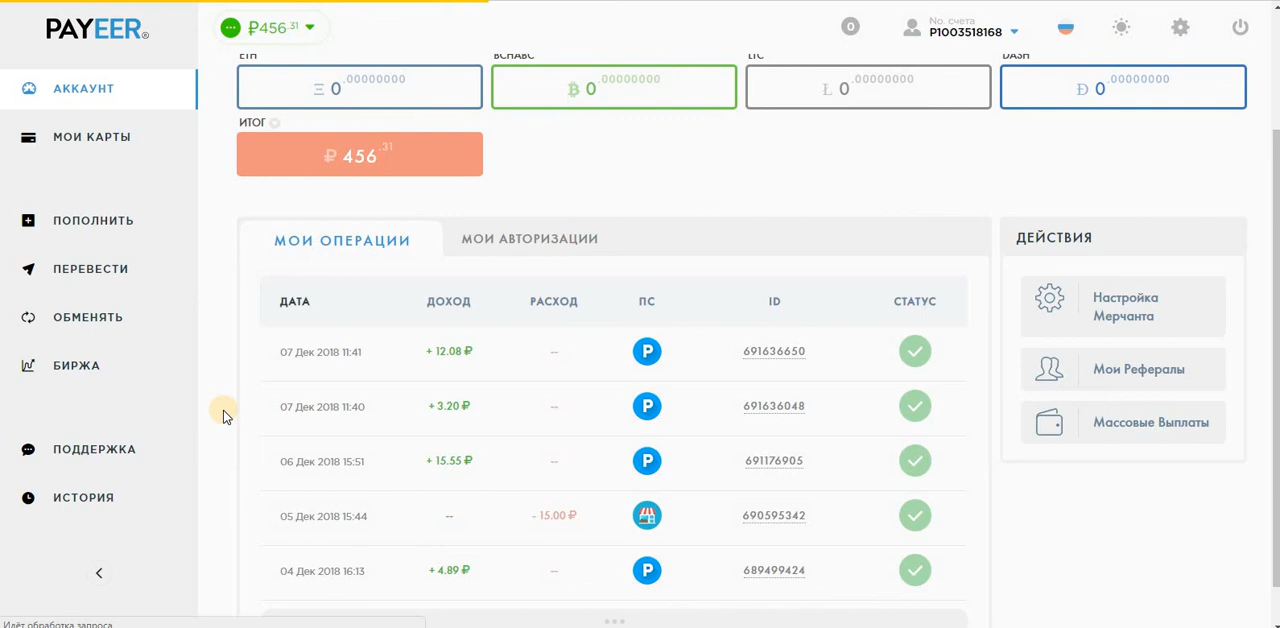 PAYEER®
₽456.31
0
No. счета
P1003518168
ETH
BCHABC
LTC
DASH
Ξ 0.00000000
₿ 0.00000000
Ł 0.00000000
Đ 0.00000000
ИТОГ
₽ 456.31
АККАУНТ
МОИ КАРТЫ
ПОПОЛНИТЬ
ПЕРЕВЕСТИ
ОБМЕНЯТЬ
БИРЖА
ПОДДЕРЖКА
ИСТОРИЯ
МОИ ОПЕРАЦИИ
МОИ АВТОРИЗАЦИИ
ДАТА ДОХОД РАСХОД ПС ID СТАТУС
07 Дек 2018 11:41 + 12.08 ₽ -- P 691636650
07 Дек 2018 11:40 + 3.20 ₽ -- P 691636048
06 Дек 2018 15:51 + 15.55 ₽ -- P 691176905
05 Дек 2018 15:44 -- - 15.00 ₽ 690595342
04 Дек 2018 16:13 + 4.89 ₽ -- P 689499424
ДЕЙСТВИЯ
Настройка
Мерчанта
Мои Рефералы
Массовые Выплаты
Идёт обработка запроса